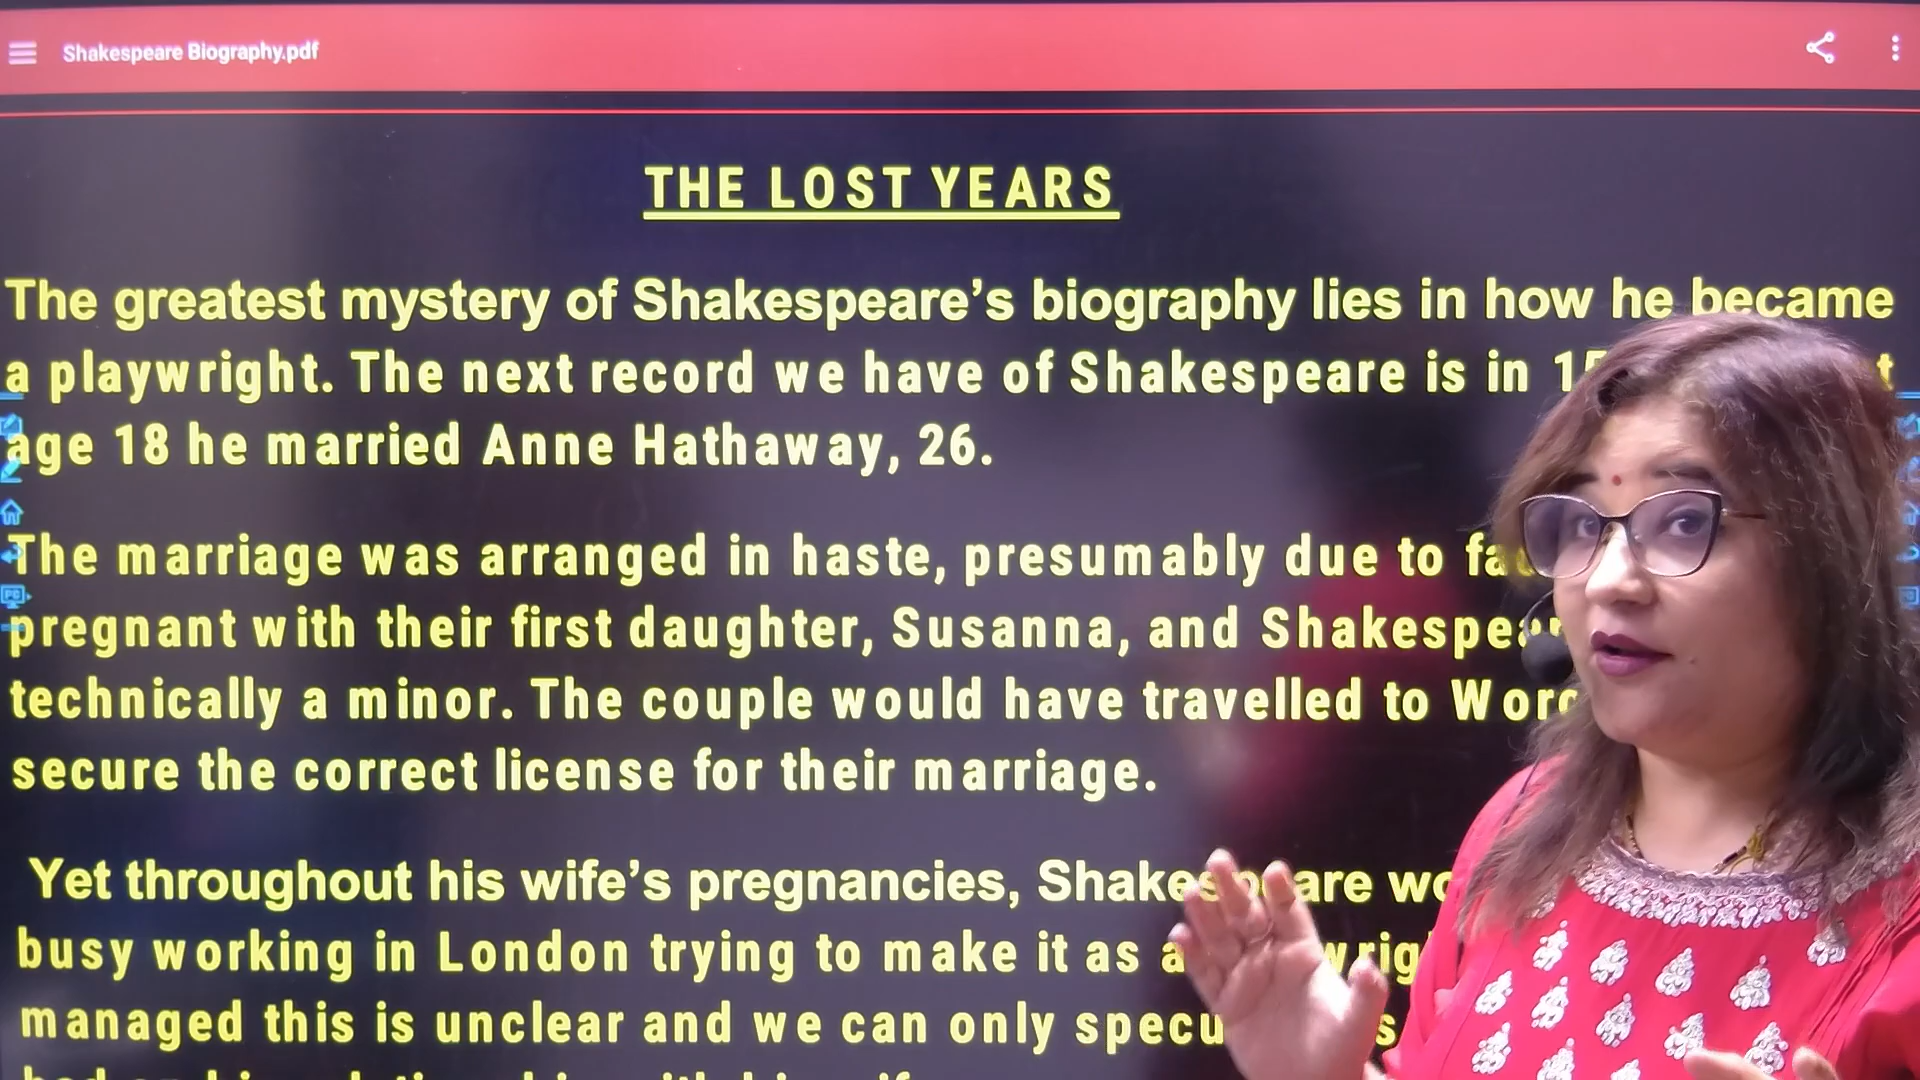 Shakespeare Biography.pdf
THE LOST YEARS
The greatest mystery of Shakespeare's biography lies in how he became
a playwright. The next record we have of Shakespeare is in
age 18 he married Anne Hathaway, 26.
The marriage was arranged in haste, presumably due to
pregnant with their first daughter, Susanna, and
technically a minor. The couple would have travelled to
secure the correct license for their marriage.
Yet throughout his wife's pregnancies, Shakespeare
busy working in London trying to make it as
managed this is unclear and we can only